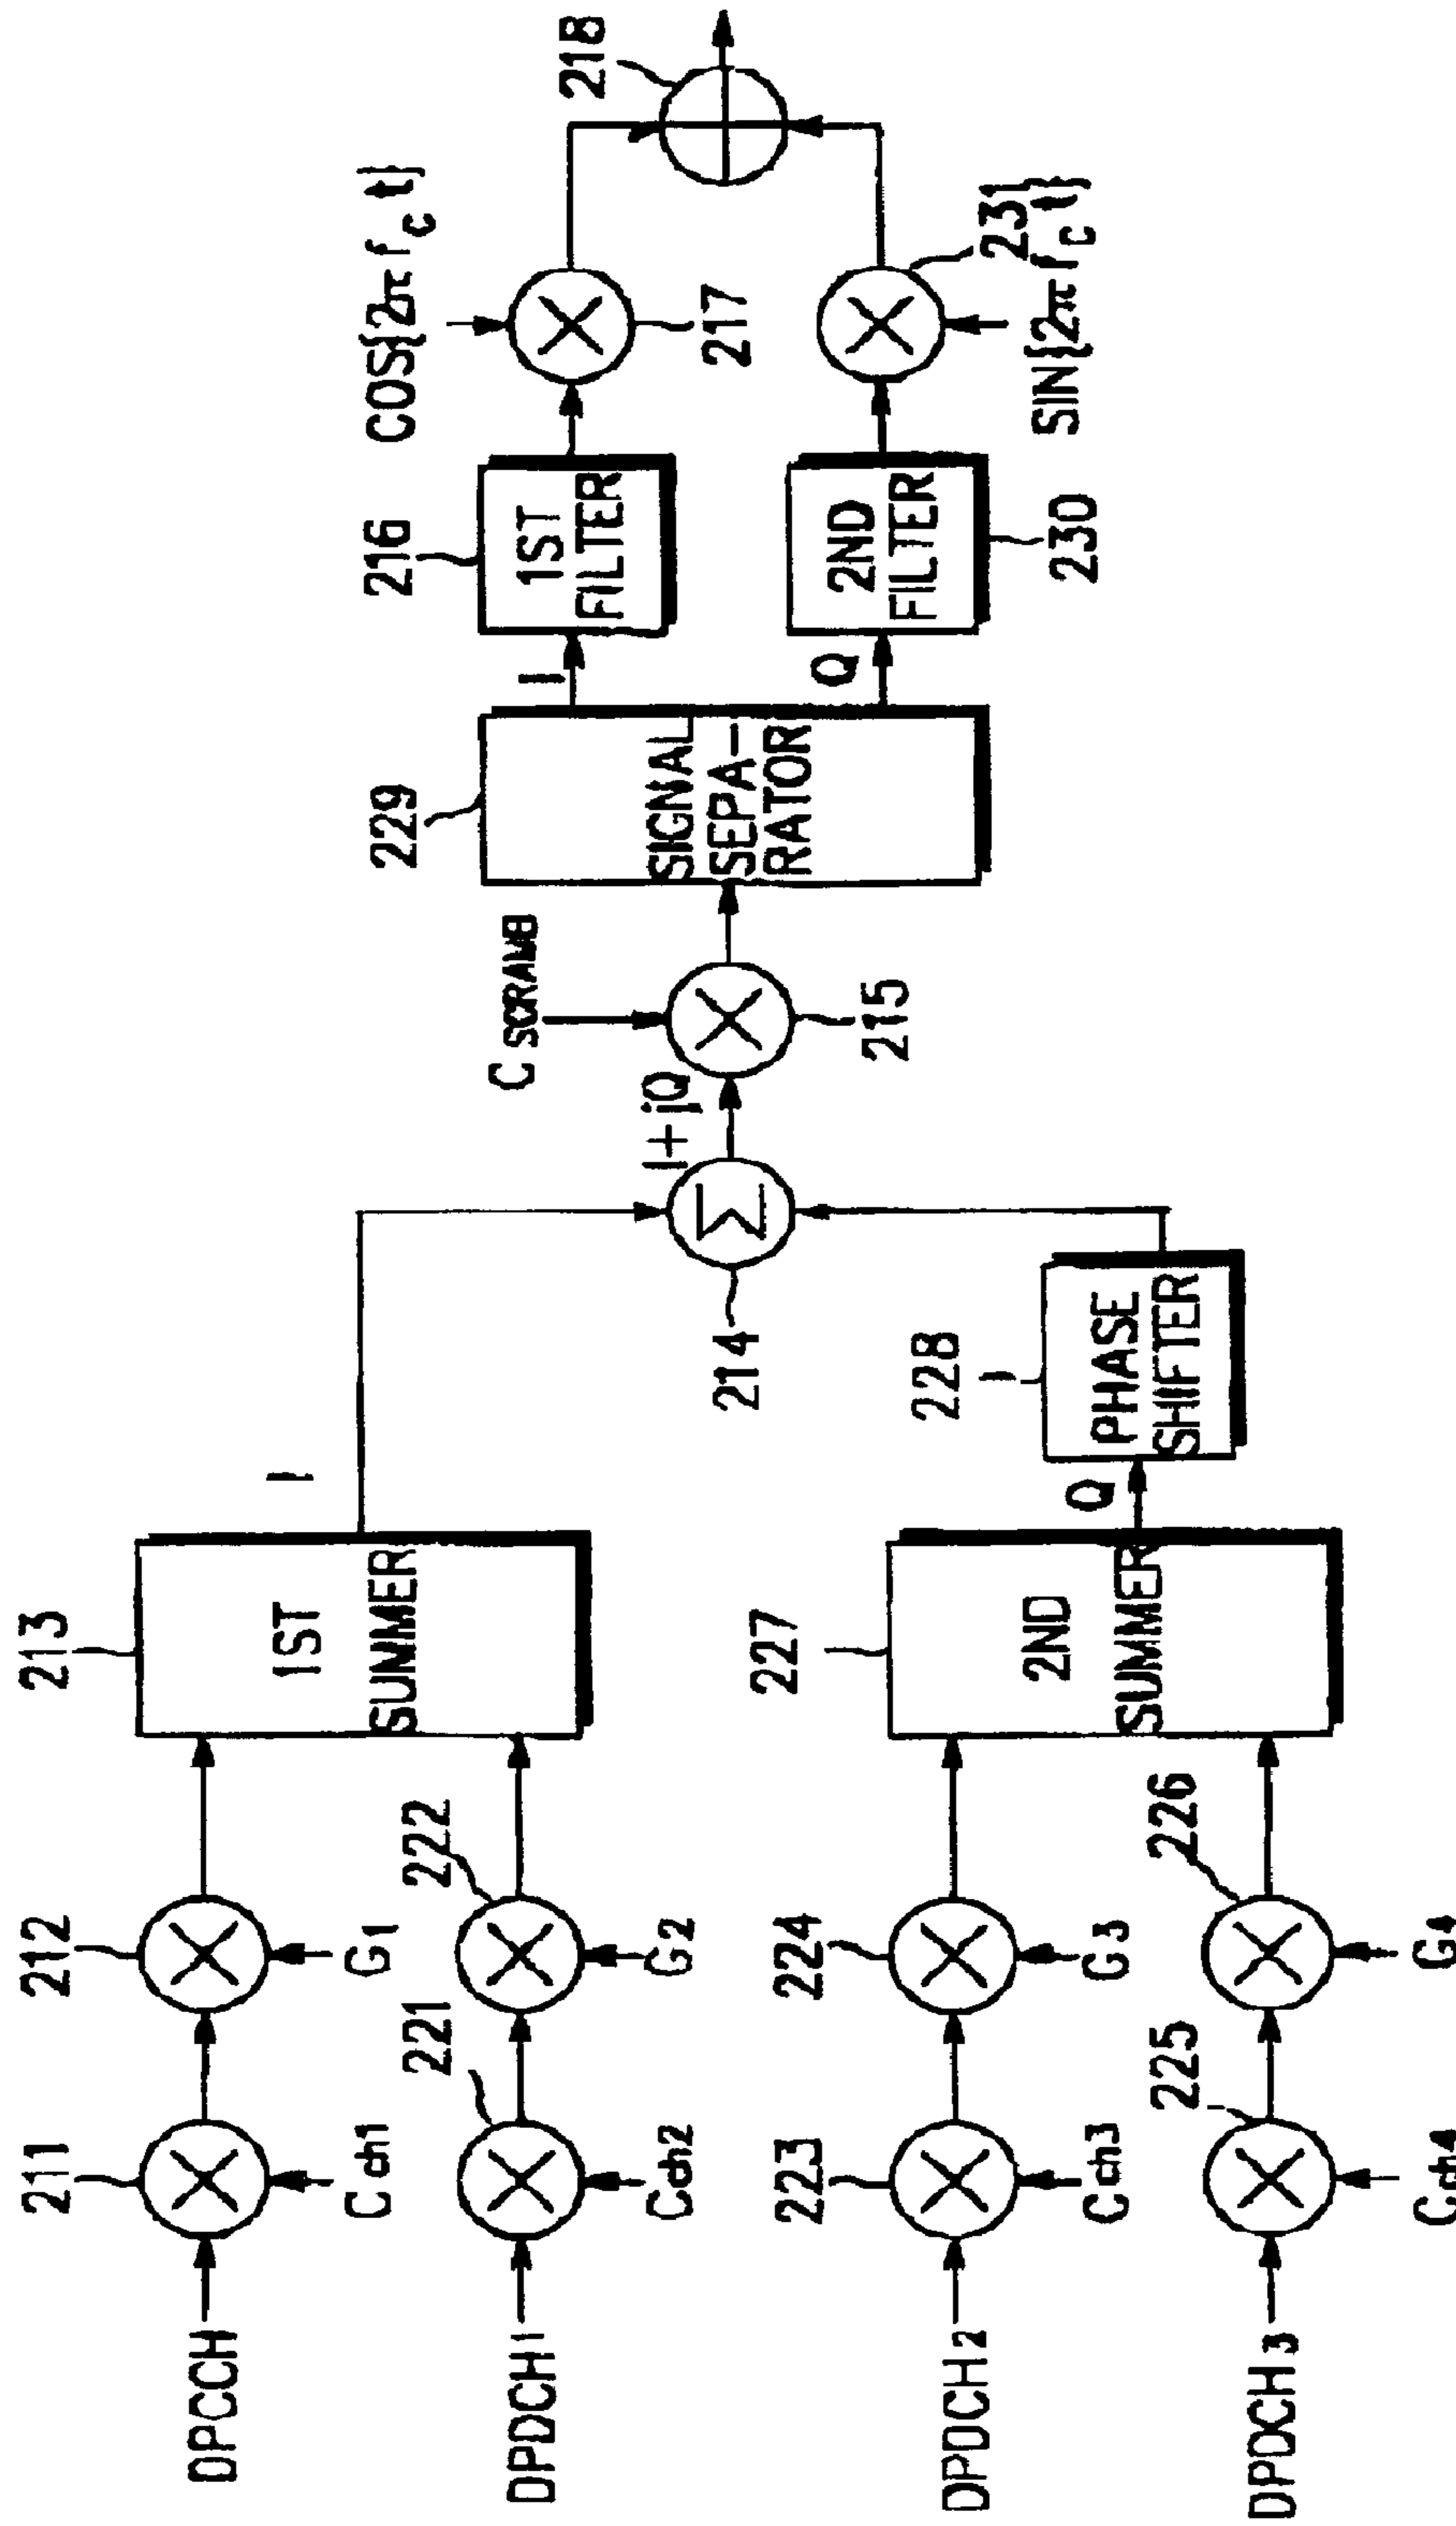 DPCCH
211
Cch1
212
G1
213
1ST
SUMMER
I
DPDCH1
221
Cch2
222
G2
DPDCH2
223
Cch3
224
G3
227
2ND
SUMMER
Q
228
PHASE
SHIFTER
DPDCH3
225
Cch4
226
G4
214
I+jQ
C SCRAMB
215
229
SIGNAL
SEPA-
RATOR
I
Q
216
1ST
FILTER
2ND
FILTER
230
COS{2πfct}
217
231
SIN{2πfct}
218